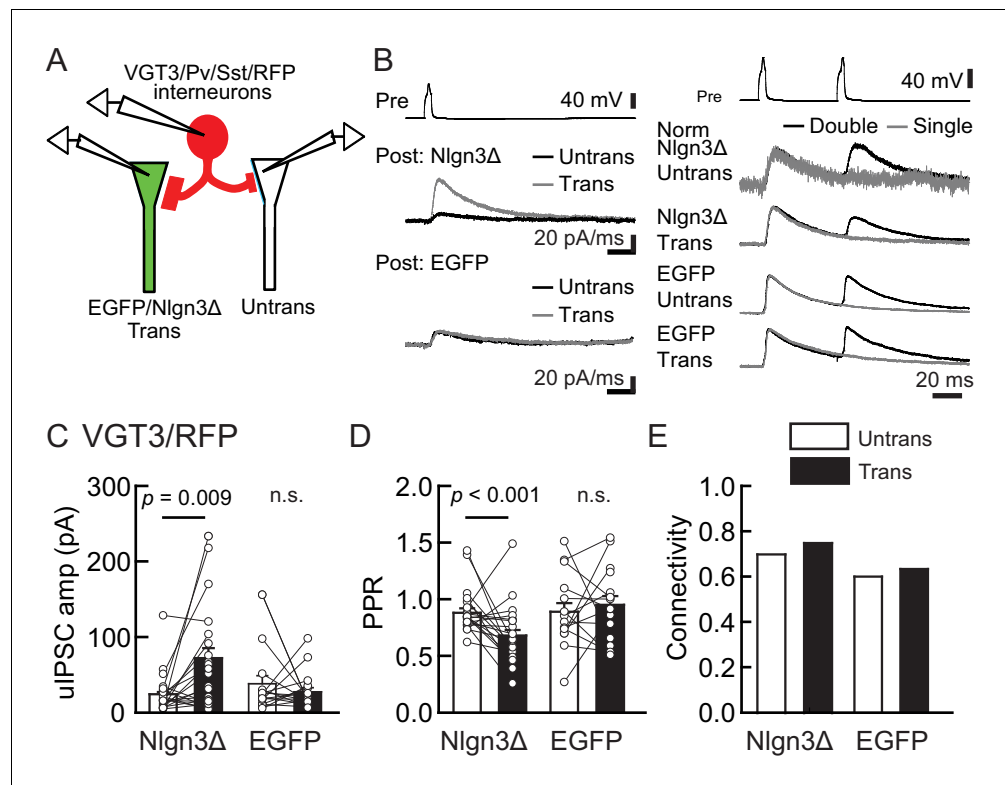 A
VGT3/Pv/Sst/RFP
interneurons
EGFP/Nlgn3Δ
Trans
Untrans
B
Pre
40 mV
Post: Nlgn3Δ
Untrans
Trans
20 pA/ms
Post: EGFP
Untrans
Trans
20 pA/ms
40 mV
Pre
Norm
Double
Single
Nlgn3Δ
Untrans
Nlgn3Δ
Trans
EGFP
Untrans
EGFP
Trans
20 ms
C VGT3/RFP
uIPSC amp (pA)
300
200
100
0
p = 0.009
n.s.
Nlgn3Δ
EGFP
D
PPR
2.0
1.5
1.0
0.5
0.0
p < 0.001
n.s.
Nlgn3Δ
EGFP
E
Untrans
Trans
Connectivity
1.0
0.8
0.6
0.4
0.2
0.0
Nlgn3Δ
EGFP